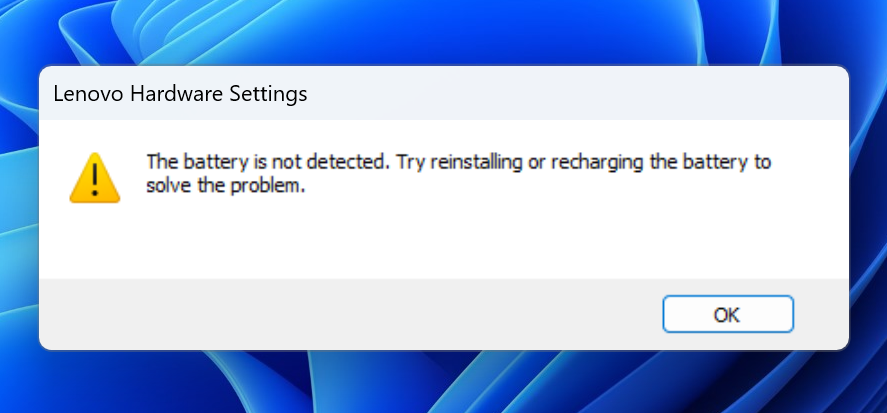 Lenovo Hardware Settings
The battery is not detected. Try reinstalling or recharging the battery to
solve the problem.
OK